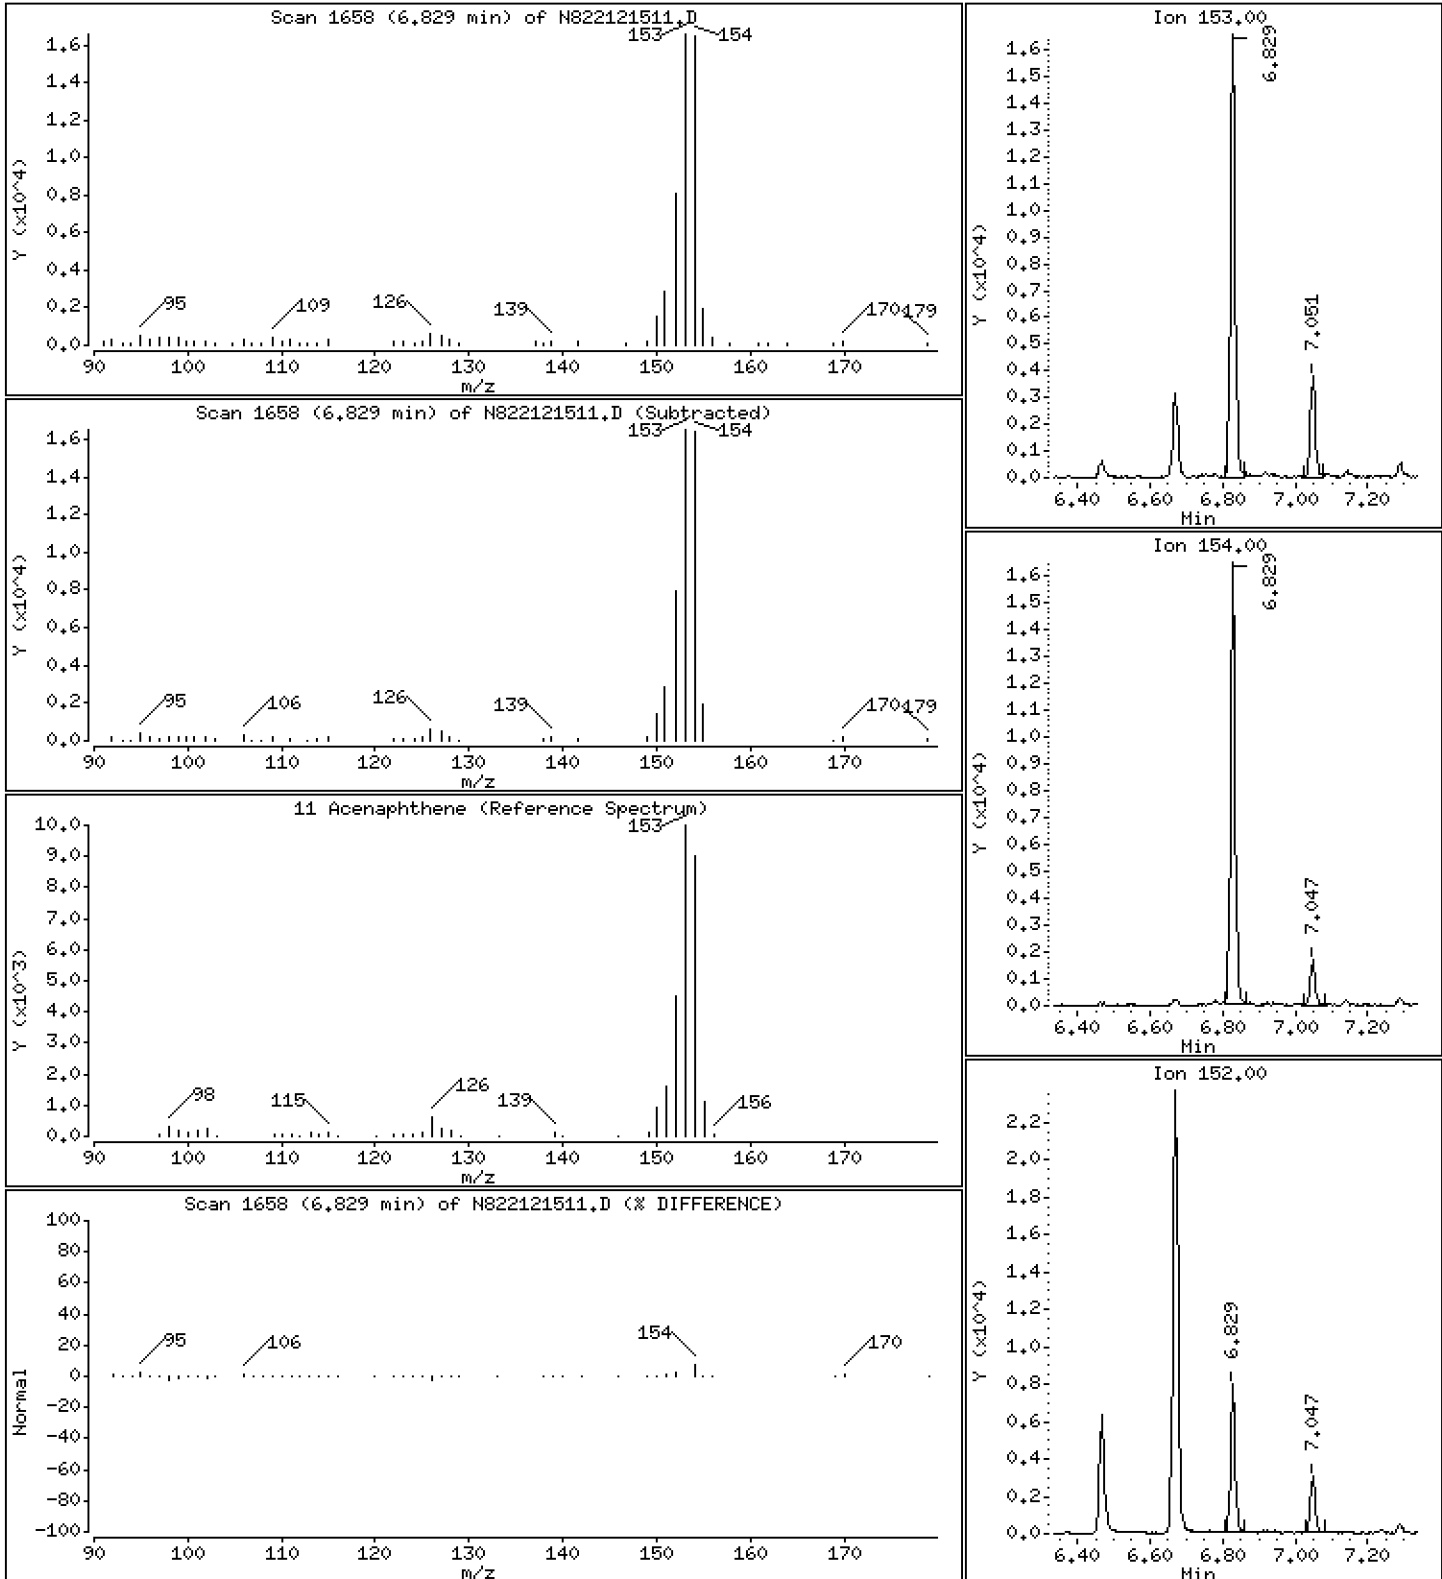 Scan 1658 (6.829 min) of N822121511.D
153 154
1.6
1.4
1.2
1.0
0.8
0.6
0.4
0.2
0.0
Y (x10^4)
95 109 126 139 170 179
90 100 110 120 130 140 150 160 170
m/z
Scan 1658 (6.829 min) of N822121511.D (Subtracted)
153 154
1.6
1.4
1.2
1.0
0.8
0.6
0.4
0.2
0.0
Y (x10^4)
95 106 126 139 170 179
90 100 110 120 130 140 150 160 170
m/z
11 Acenaphthene (Reference Spectrum)
153
10.0
9.0
8.0
7.0
6.0
5.0
4.0
3.0
2.0
1.0
0.0
Y (x10^3)
98 115 126 139 156
90 100 110 120 130 140 150 160 170
m/z
Scan 1658 (6.829 min) of N822121511.D (% DIFFERENCE)
100
80
60
40
20
0
-20
-40
-60
-80
-100
Normal
95 106 154 170
90 100 110 120 130 140 150 160 170
m/z
Ion 153.00
6.829
7.051
1.6
1.5
1.4
1.3
1.2
1.1
1.0
0.9
0.8
0.7
0.6
0.5
0.4
0.3
0.2
0.1
0.0
Y (x10^4)
6.40 6.60 6.80 7.00 7.20
Min
Ion 154.00
6.829
7.047
1.6
1.5
1.4
1.3
1.2
1.1
1.0
0.9
0.8
0.7
0.6
0.5
0.4
0.3
0.2
0.1
0.0
Y (x10^4)
6.40 6.60 6.80 7.00 7.20
Min
Ion 152.00
6.829
7.047
2.2
2.0
1.8
1.6
1.4
1.2
1.0
0.8
0.6
0.4
0.2
0.0
Y (x10^4)
6.40 6.60 6.80 7.00 7.20
Min